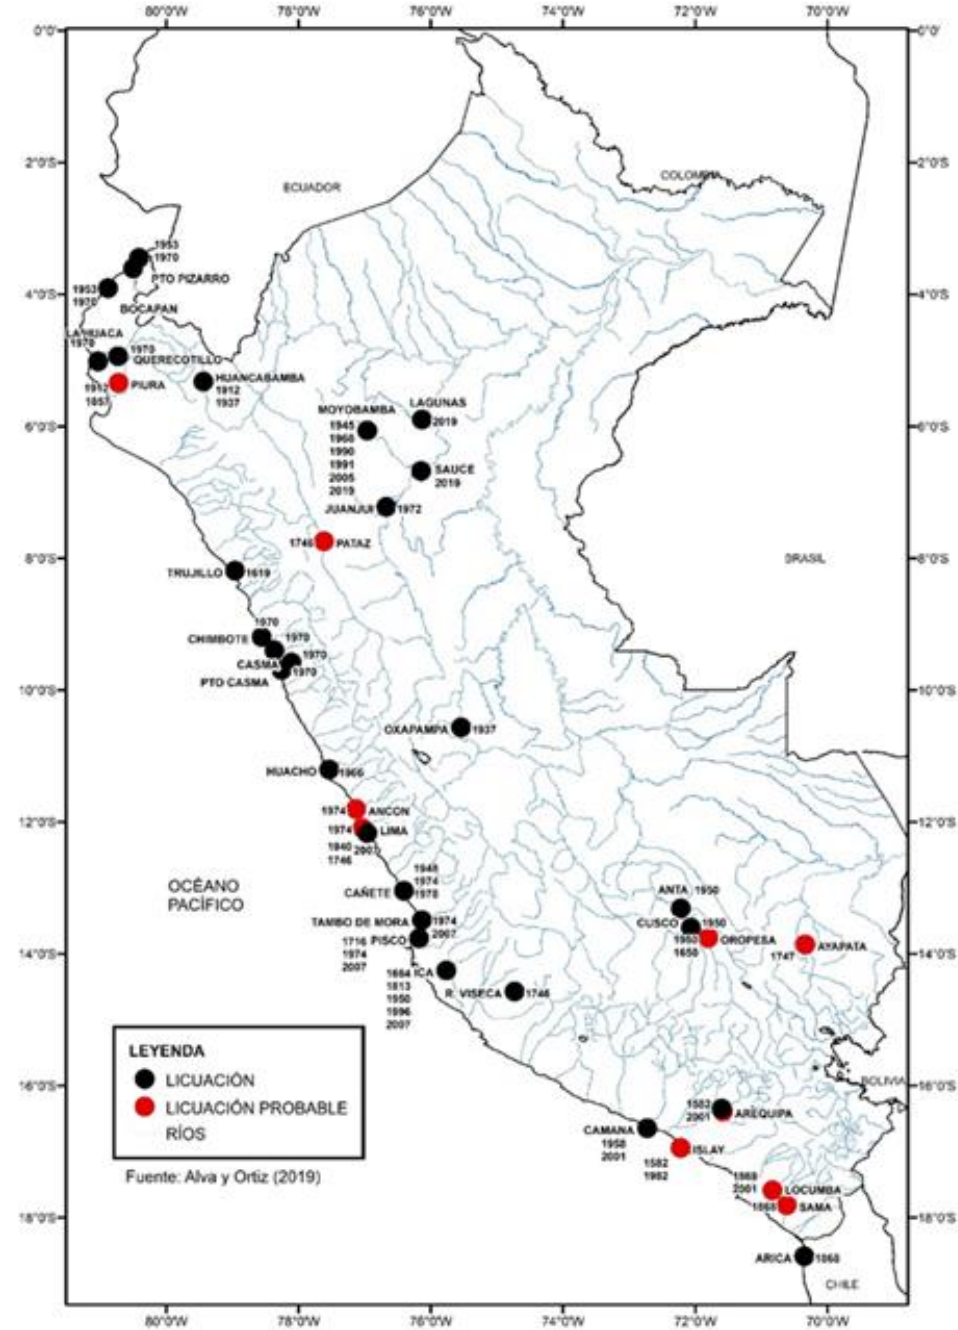 80°0'W 78°0'W 76°0'W 74°0'W 72°0'W 70°0'W
0°0' 0°0'
2°0'S 2°0'S
4°0'S 4°0'S
6°0'S 6°0'S
8°0'S 8°0'S
10°0'S 10°0'S
12°0'S 12°0'S
14°0'S 14°0'S
16°0'S 16°0'S
18°0'S 18°0'S
COLOMBIA
ECUADOR
1953
1970
PTO PIZARRO
1953
1970
BOCAPAN
LA HUACA
1970
1970
QUERECOTILLO
PIURA
1912
1857
HUANCABAMBA
1912
1937
LAGUNAS
2019
MOYOBAMBA
1945
1968
1990
1991
2005
2019
SAUCE
2019
JUANJUI 1972
1746 PATAZ
BRASIL
TRUJILLO 1619
1970
CHIMBOTE 1970
CASMA 1970
PTO CASMA 1970
OXAPAMPA 1937
HUACHO 1966
1974 ANCON
1974 LIMA
1940
1746
2007
OCÉANO
PACÍFICO
1948
CAÑETE 1974
1978
ANTA 1950
CUSCO 1950
1950
1650
OROPESA
AYAPATA
1747
TAMBO DE MORA 1974
2007
1716 PISCO
1974
2007
1664 ICA
1813
1950
1996
2007
R. VISECA 1746
LEYENDA
LICUACIÓN
LICUACIÓN PROBABLE
RÍOS
Fuente: Alva y Ortiz (2019)
BOLIVIA
1582
2001
AREQUIPA
CAMANA
1958
2001
ISLAY
1582
1982
1868
2001
LOCUMBA
1868 SAMA
ARICA 1868
CHILE
80°0'W 78°0'W 76°0'W 74°0'W 72°0'W 70°0'W